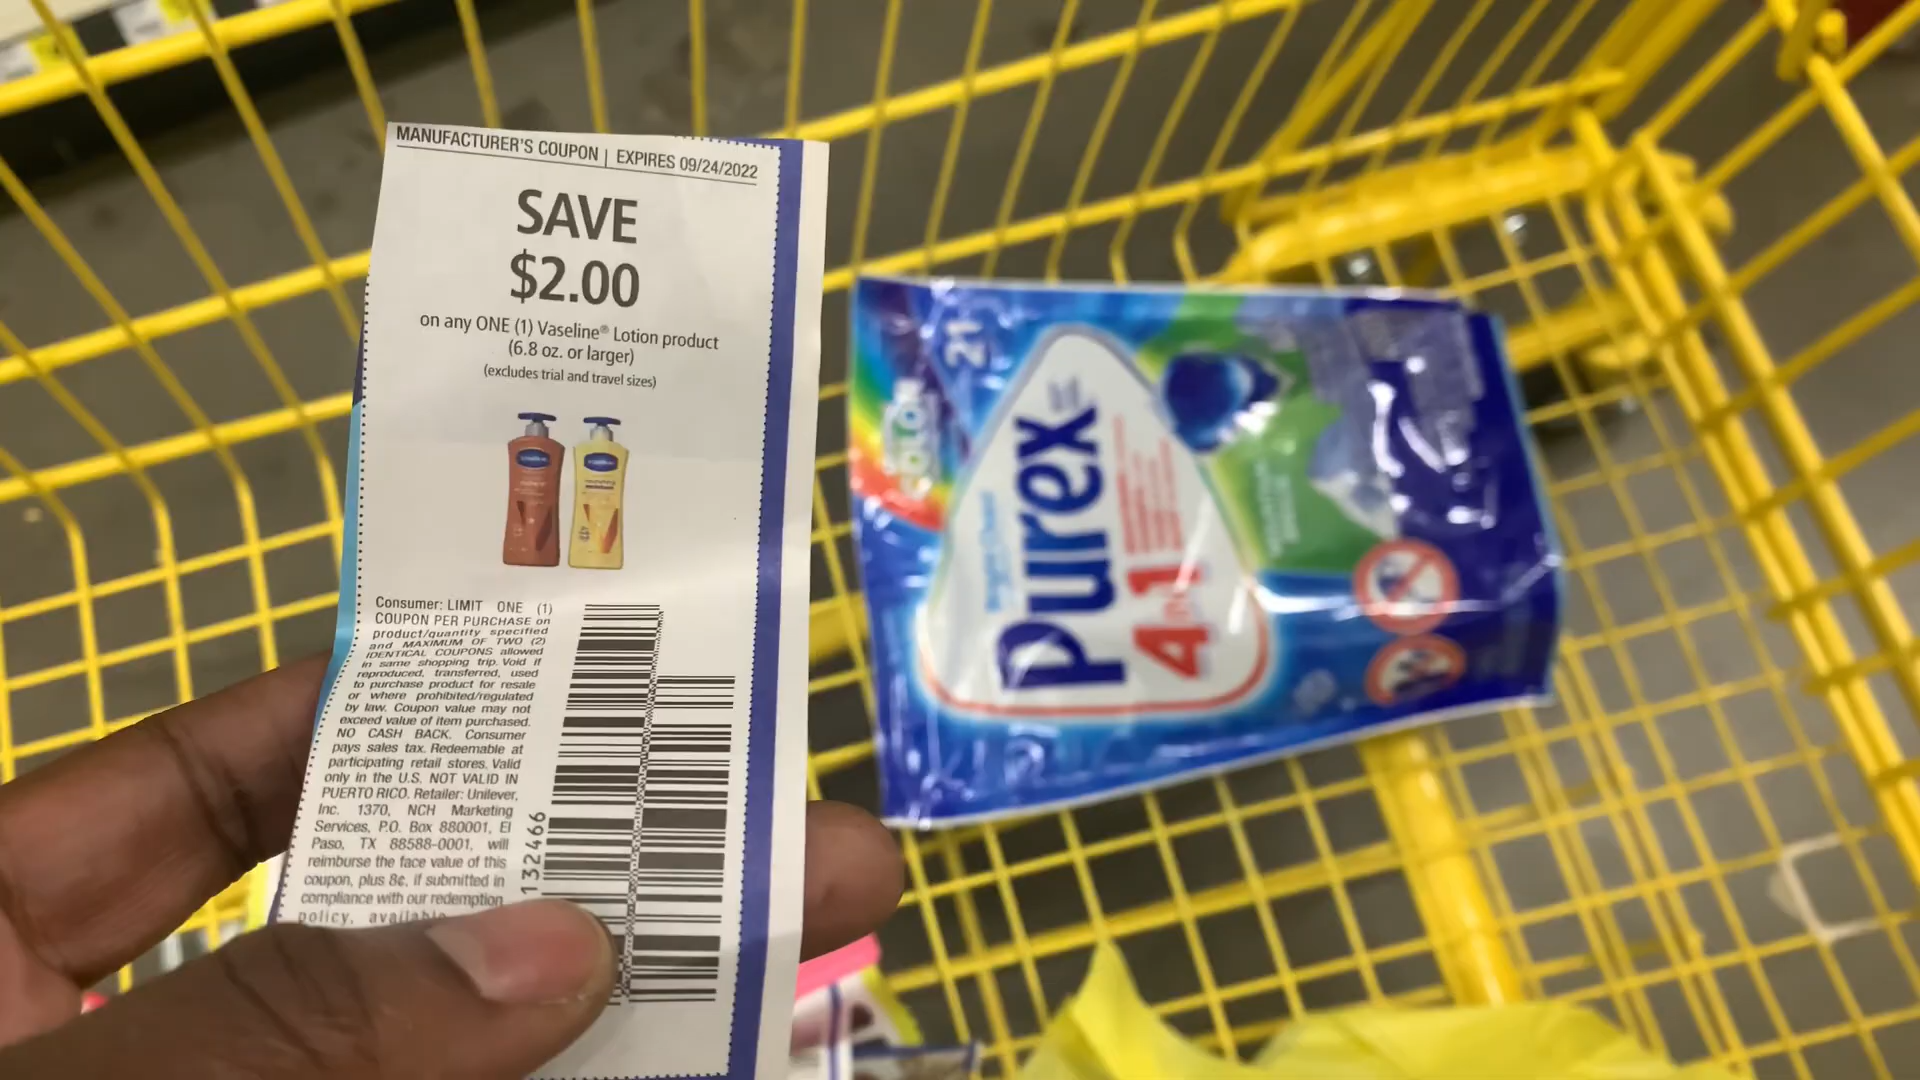 MANUFACTURER'S COUPON | EXPIRES 09/24/2022
SAVE
$2.00
on any ONE (1) Vaseline® Lotion product
(6.8 oz. or larger)
(excludes trial and travel sizes)
Consumer: LIMIT ONE (1)
COUPON PER PURCHASE on
product/quantity specified
and MAXIMUM OF TWO (2)
IDENTICAL COUPONS allowed
in same shopping trip. Void if
reproduced, transferred, used
to purchase product for resale
or where prohibited/regulated
by law. Coupon value may not
exceed value of item purchased.
NO CASH BACK. Consumer
pays sales tax. Redeemable at
participating retail stores. Valid
only in the U.S. NOT VALID IN
PUERTO RICO. Retailer: Unilever,
Inc. 1370, NCH Marketing
Services, P.O. Box 880001, El
Paso, TX 88588-0001, will
reimburse the face value of this
coupon, plus 8¢, if submitted in
compliance with our redemption
policy, available
132466
21
Purex
4in1